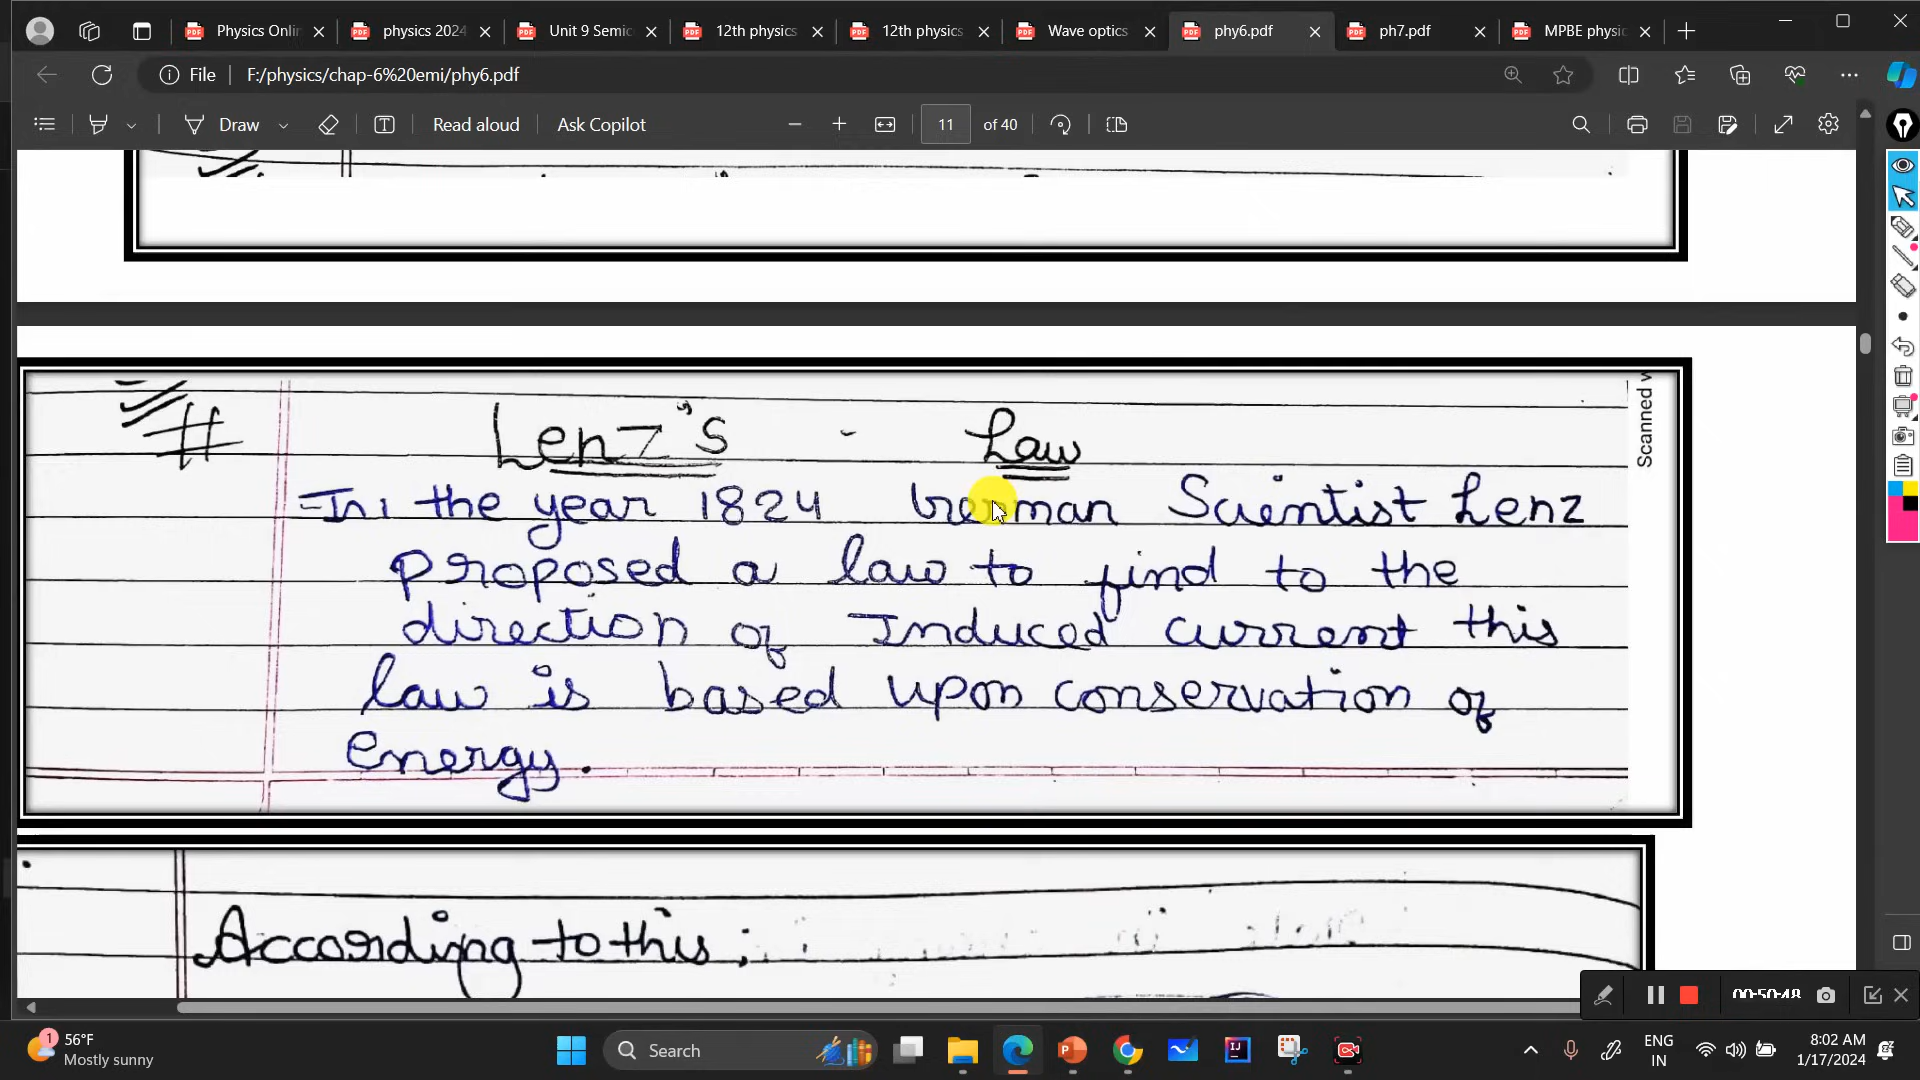 Physics Onlin
physics 2024
Unit 9 Semic
12th physics
12th physics
Wave optics
phy6.pdf
ph7.pdf
MPBE physic
File
F:/physics/chap-6%20emi/phy6.pdf
Draw
Read aloud
Ask Copilot
11 of 40
Scanned w
# Lenz's - Law
=In the year 1824 German Scientist Lenz
proposed a law to find to the
direction of Induced current this
law is based upon conservation of
Energy.
According to this ;
00:50:48
1
56°F
Mostly sunny
Search
ENG
IN
8:02 AM
1/17/2024